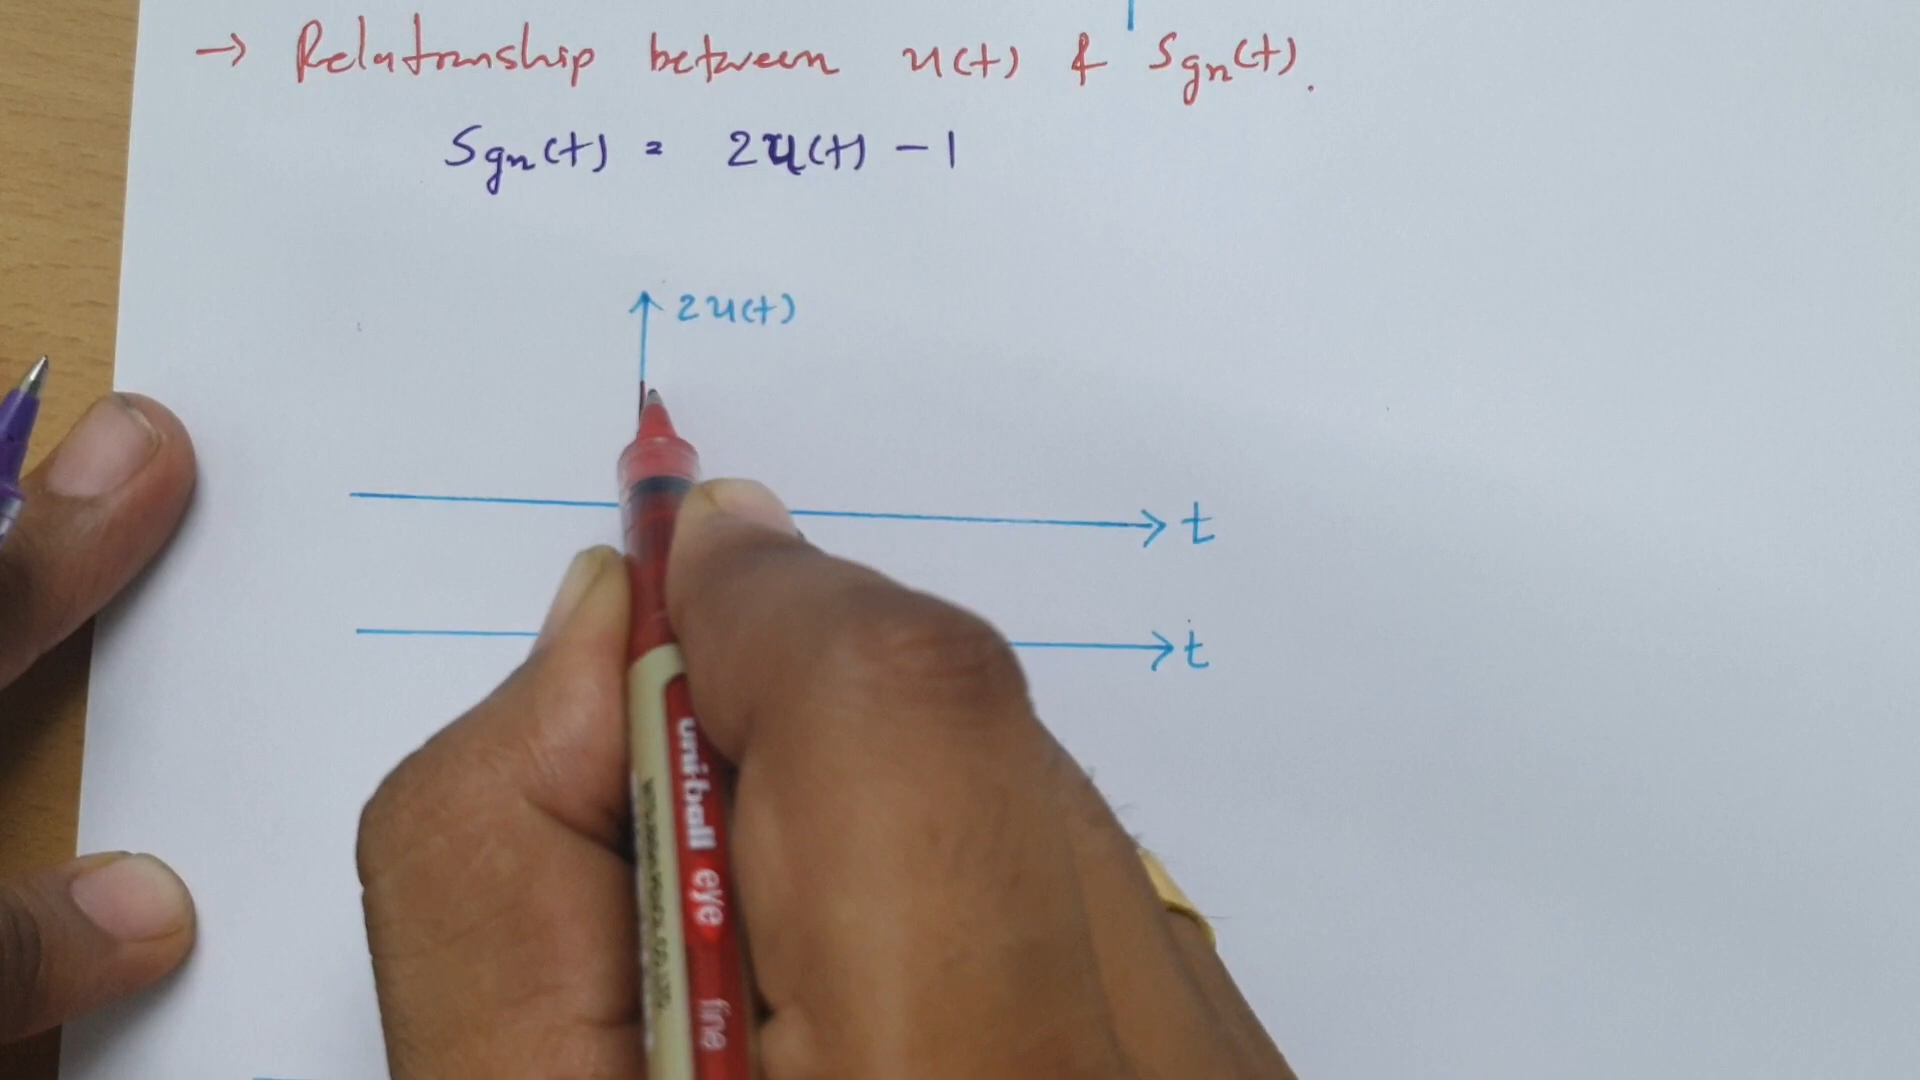 → Relationship between u(t) & Sgn(t).
Sgn(t) = 2u(t) - 1
2u(t)
t
t
uni-ball eye fine